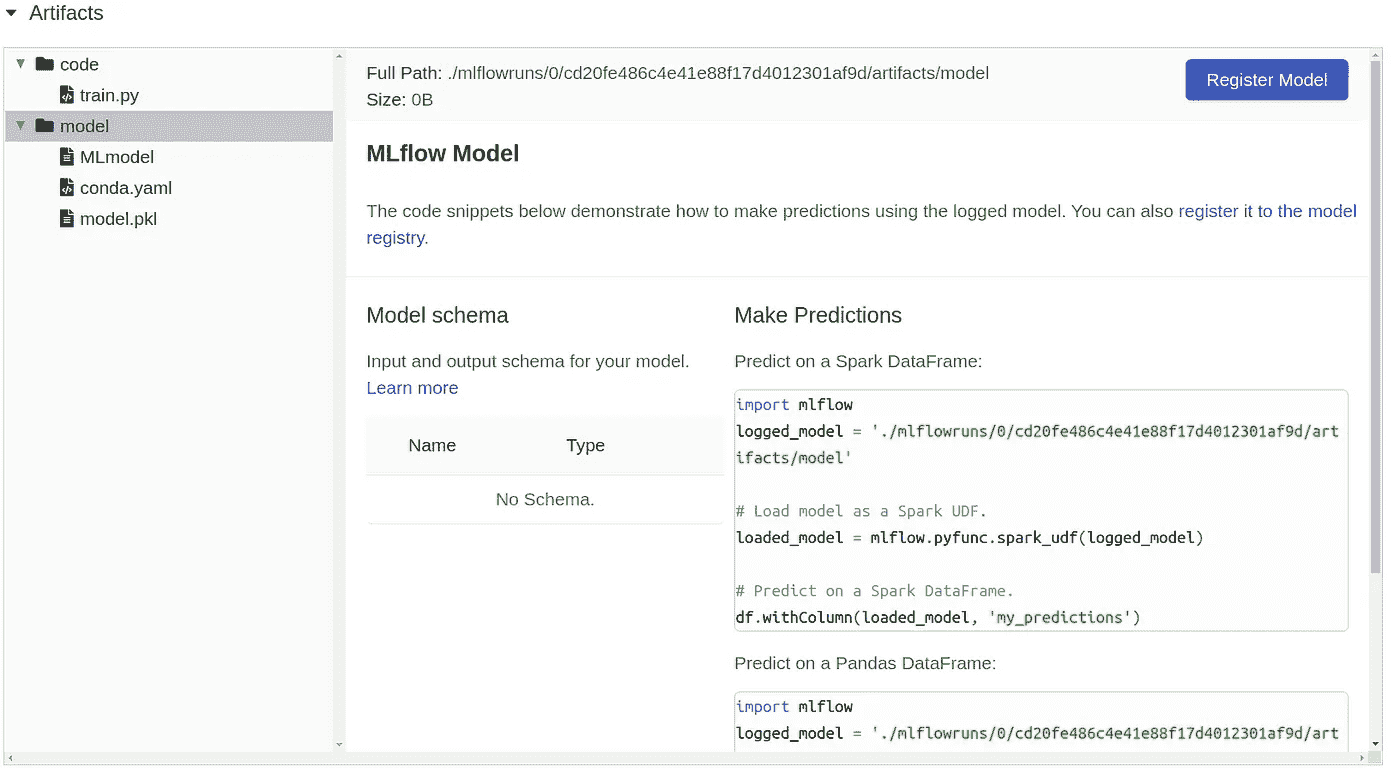 Artifacts
code
train.py
model
MLmodel
conda.yaml
model.pkl
Full Path: ./mlflowruns/0/cd20fe486c4e41e88f17d4012301af9d/artifacts/model
Size: 0B
Register Model
MLflow Model
The code snippets below demonstrate how to make predictions using the logged model. You can also register it to the model
registry.
Model schema
Input and output schema for your model.
Learn more
Name Type
No Schema.
Make Predictions
Predict on a Spark DataFrame:
import mlflow
logged_model = './mlflowruns/0/cd20fe486c4e41e88f17d4012301af9d/art
ifacts/model'
# Load model as a Spark UDF.
loaded_model = mlflow.pyfunc.spark_udf(logged_model)
# Predict on a Spark DataFrame.
df.withColumn(loaded_model, 'my_predictions')
Predict on a Pandas DataFrame:
import mlflow
logged_model = './mlflowruns/0/cd20fe486c4e41e88f17d4012301af9d/art